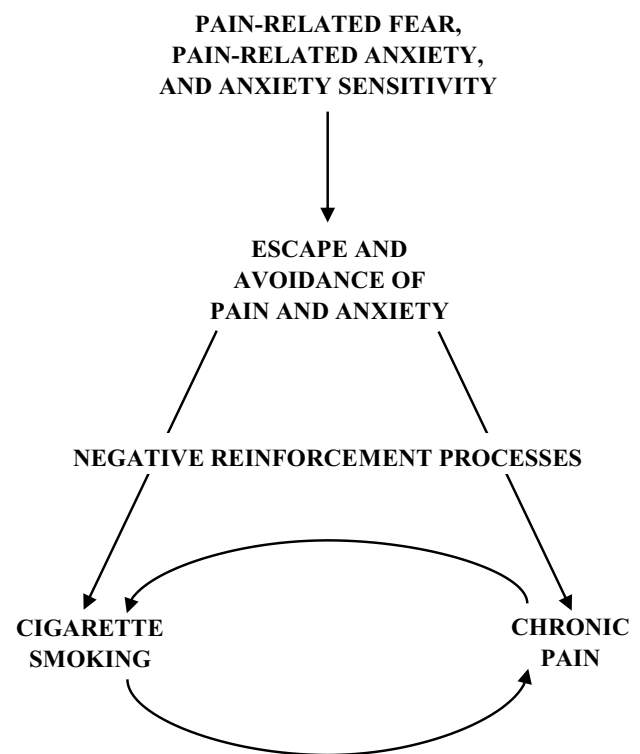 PAIN-RELATED FEAR,
PAIN-RELATED ANXIETY,
AND ANXIETY SENSITIVITY
ESCAPE AND
AVOIDANCE OF
PAIN AND ANXIETY
NEGATIVE REINFORCEMENT PROCESSES
CIGARETTE
SMOKING
CHRONIC
PAIN